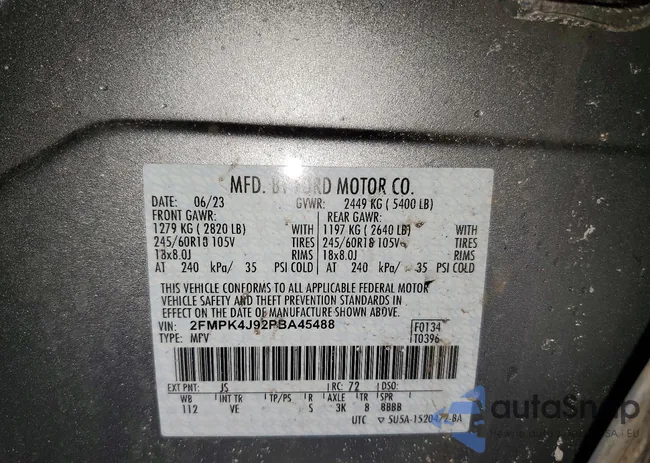 MFD. BY FORD MOTOR CO.
DATE: 06/23 GVWR: 2449 KG ( 5400 LB)
FRONT GAWR: REAR GAWR:
1279 KG ( 2820 LB) WITH 1197 KG ( 2640 LB) WITH
245/60R18 105V TIRES 245/60R18 105V TIRES
18x8.0J RIMS 18x8.0J RIMS
AT 240 kPa/ 35 PSI COLD AT 240 kPa/ 35 PSI COLD
THIS VEHICLE CONFORMS TO ALL APPLICABLE FEDERAL MOTOR
VEHICLE SAFETY AND THEFT PREVENTION STANDARDS IN
EFFECT ON THE DATE OF MANUFACTURE SHOWN ABOVE.
VIN: 2FMPK4J92PBA45488 F0134
TYPE: MPV T0396
EXT PNT: JS RC: 72 DSO:
WB INT TR TP/PS R AXLE TR SPR
112 VE S 3K 8 8BBB
UTC ▽ 5U5A-1520472-BA
autoSnap